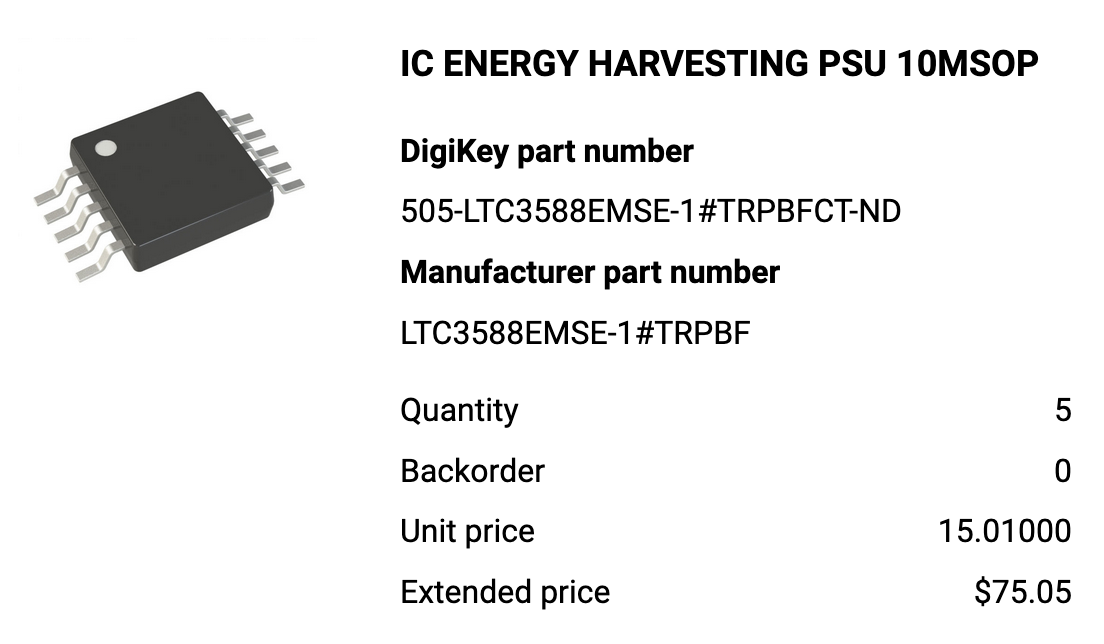 IC ENERGY HARVESTING PSU 10MSOP
DigiKey part number
505-LTC3588EMSE-1#TRPBFCT-ND
Manufacturer part number
LTC3588EMSE-1#TRPBF
Quantity 5
Backorder 0
Unit price 15.01000
Extended price $75.05